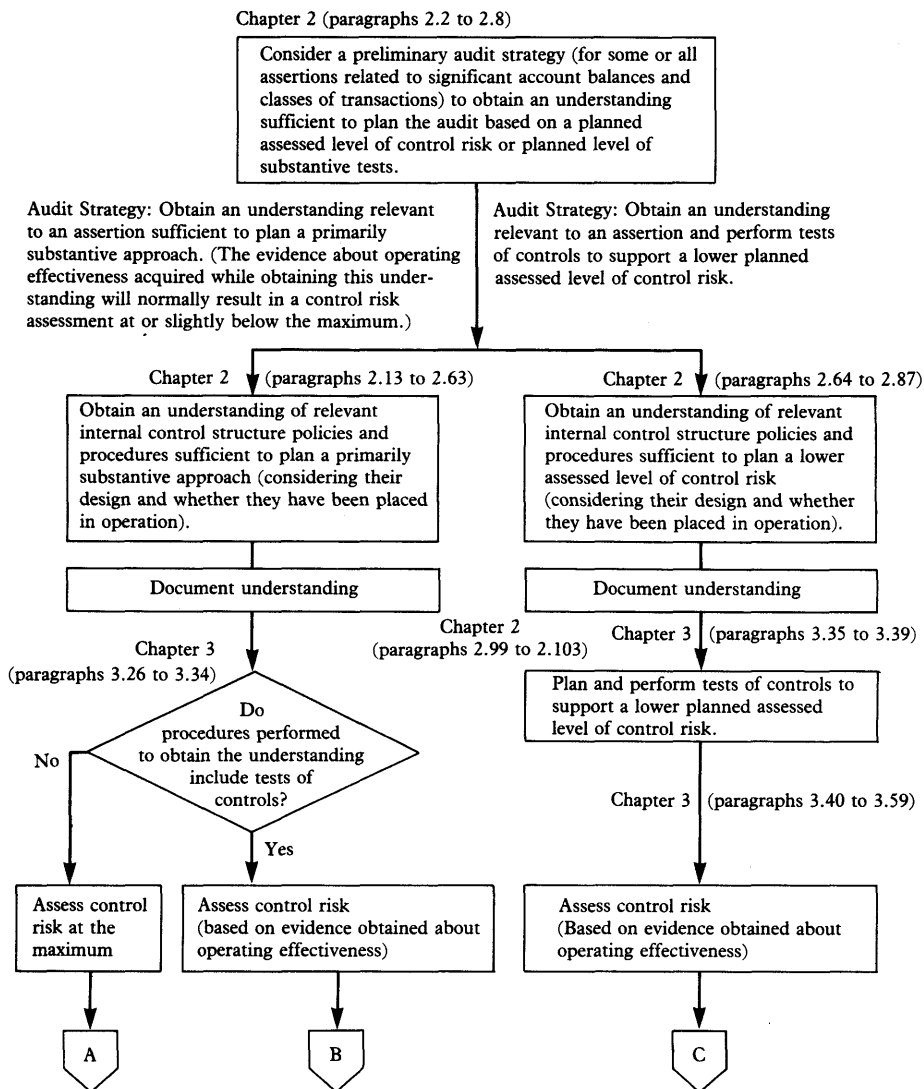 Chapter 2 (paragraphs 2.2 to 2.8)
Consider a preliminary audit strategy (for some or all
assertions related to significant account balances and
classes of transactions) to obtain an understanding
sufficient to plan the audit based on a planned
assessed level of control risk or planned level of
substantive tests.
Audit Strategy: Obtain an understanding relevant
to an assertion sufficient to plan a primarily
substantive approach. (The evidence about operating
effectiveness acquired while obtaining this under-
standing will normally result in a control risk
assessment at or slightly below the maximum.)
Audit Strategy: Obtain an understanding
relevant to an assertion and perform tests
of controls to support a lower planned
assessed level of control risk.
Chapter 2 (paragraphs 2.13 to 2.63)
Obtain an understanding of relevant
internal control structure policies and
procedures sufficient to plan a primarily
substantive approach (considering their
design and whether they have been placed
in operation).
Document understanding
Chapter 3
(paragraphs 3.26 to 3.34)
Do
procedures performed
to obtain the understanding
include tests of
controls?
No
Yes
Assess control
risk at the
maximum
Assess control risk
(based on evidence obtained about
operating effectiveness)
A
B
Chapter 2 (paragraphs 2.64 to 2.87)
Obtain an understanding of relevant
internal control structure policies and
procedures sufficient to plan a lower
assessed level of control risk
(considering their design and whether
they have been placed in operation).
Document understanding
Chapter 2
(paragraphs 2.99 to 2.103)
Chapter 3 (paragraphs 3.35 to 3.39)
Plan and perform tests of controls to
support a lower planned assessed
level of control risk.
Chapter 3 (paragraphs 3.40 to 3.59)
Assess control risk
(Based on evidence obtained about
operating effectiveness)
C